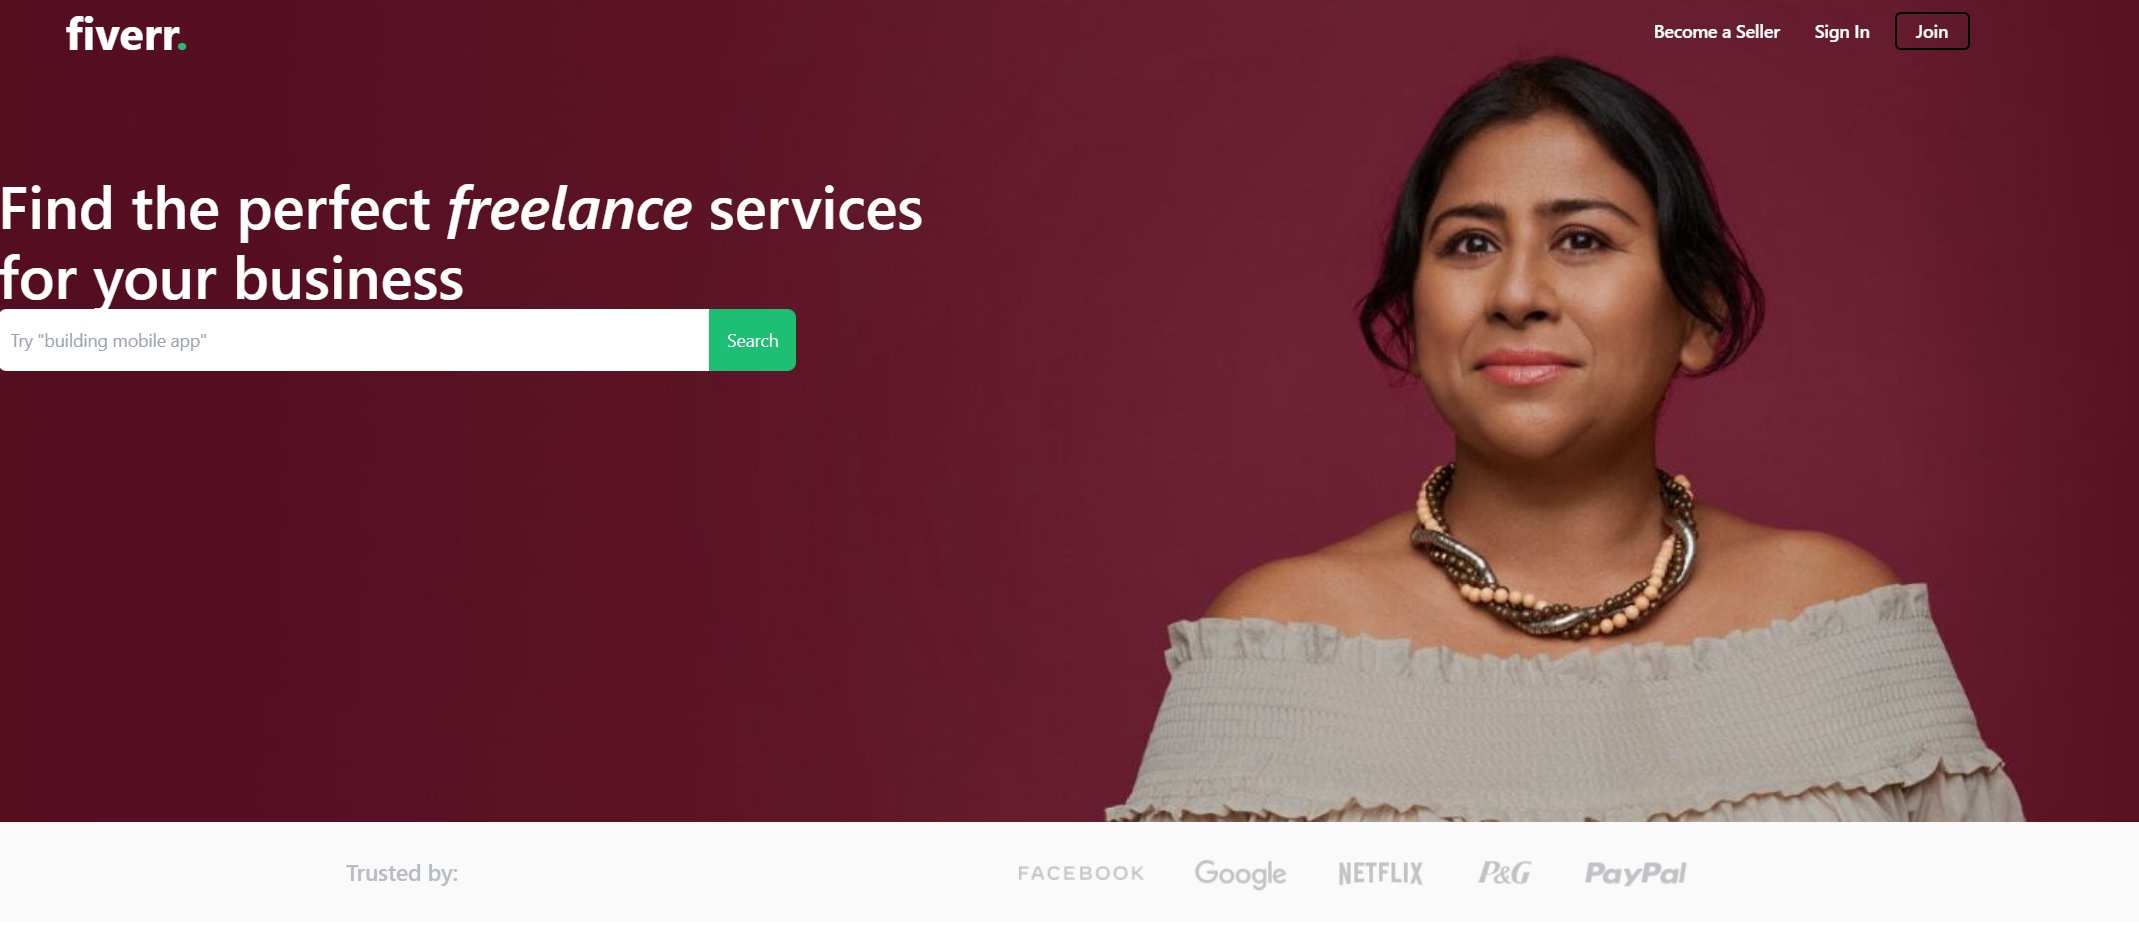 fiverr.
Become a Seller
Sign In
Join
Find the perfect freelance services
for your business
Try "building mobile app"
Search
Trusted by:
FACEBOOK
Google
NETFLIX
P&G
PayPal